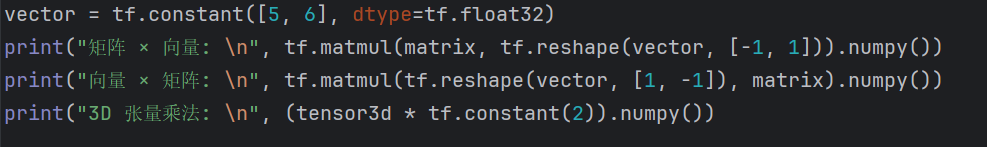 vector = tf.constant([5, 6], dtype=tf.float32)
print("矩阵 × 向量: \n", tf.matmul(matrix, tf.reshape(vector, [-1, 1])).numpy())
print("向量 × 矩阵: \n", tf.matmul(tf.reshape(vector, [1, -1]), matrix).numpy())
print("3D 张量乘法: \n", (tensor3d * tf.constant(2)).numpy())